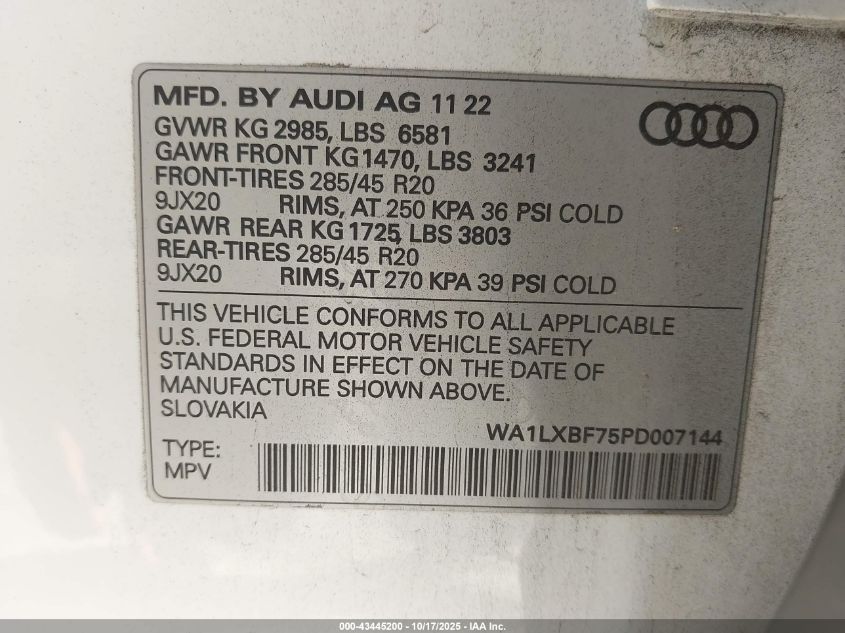 MFD. BY AUDI AG 11 22
GVWR KG 2985, LBS 6581
GAWR FRONT KG1470, LBS 3241
FRONT-TIRES 285/45 R20
9JX20 RIMS, AT 250 KPA 36 PSI COLD
GAWR REAR KG 1725, LBS 3803
REAR-TIRES 285/45 R20
9JX20 RIMS, AT 270 KPA 39 PSI COLD
THIS VEHICLE CONFORMS TO ALL APPLICABLE
U.S. FEDERAL MOTOR VEHICLE SAFETY
STANDARDS IN EFFECT ON THE DATE OF
MANUFACTURE SHOWN ABOVE.
SLOVAKIA
WA1LXBF75PD007144
TYPE:
MPV
000-43445200 - 10/17/2025 - IAA Inc.